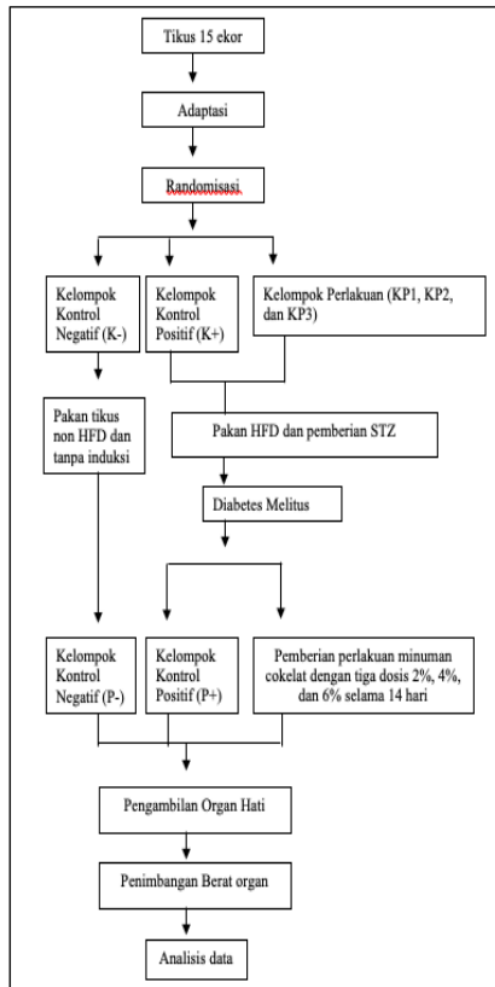 Tikus 15 ekor
Adaptasi
Randomisasi
Kelompok
Kontrol
Negatif (K-)
Kelompok
Kontrol
Positif (K+)
Kelompok Perlakuan (KP1, KP2,
dan KP3)
Pakan tikus
non HFD dan
tanpa induksi
Pakan HFD dan pemberian STZ
Diabetes Melitus
Kelompok
Kontrol
Negatif (P-)
Kelompok
Kontrol
Positif (P+)
Pemberian perlakuan minuman
cokelat dengan tiga dosis 2%, 4%,
dan 6% selama 14 hari
Pengambilan Organ Hati
Penimbangan Berat organ
Analisis data